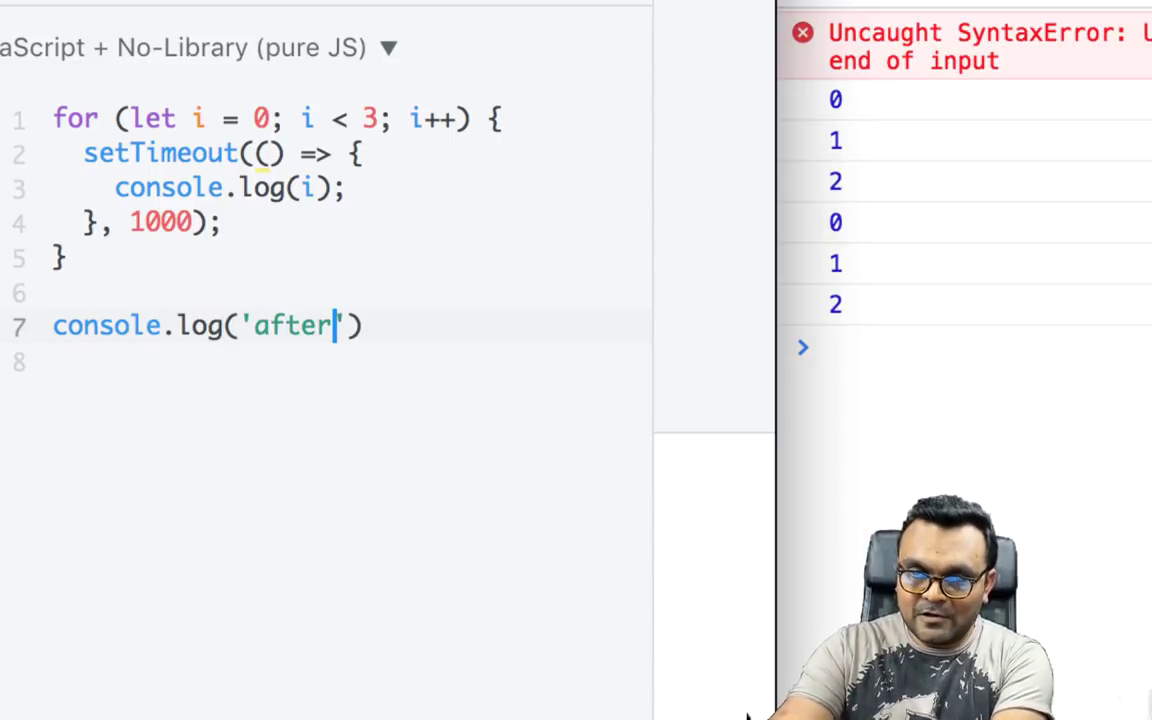 aScript + No-Library (pure JS) ▼
1 for (let i = 0; i < 3; i++) {
2 setTimeout(() => {
3 console.log(i);
4 }, 1000);
5 }
6
7 console.log('after')
8
Uncaught SyntaxError: U
end of input
0
1
2
0
1
2
>